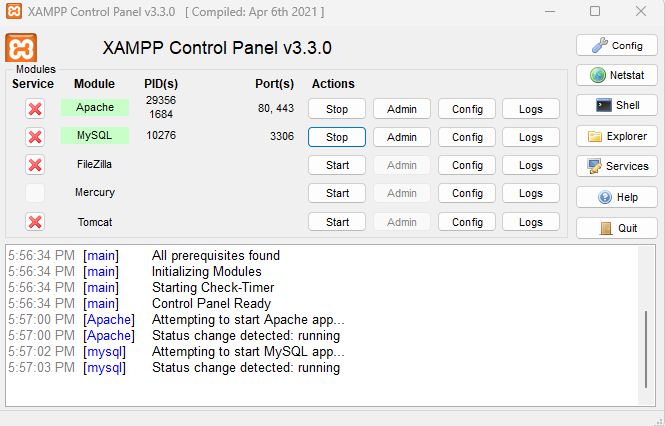 XAMPP Control Panel v3.3.0 [ Compiled: Apr 6th 2021 ]
XAMPP Control Panel v3.3.0
Config
Modules
Service Module PID(s) Port(s) Actions
Netstat
Apache 29356 1684 80, 443 Stop Admin Config Logs
Shell
MySQL 10276 3306 Stop Admin Config Logs
Explorer
FileZilla Start Admin Config Logs
Services
Mercury Start Admin Config Logs
Help
Tomcat Start Admin Config Logs
Quit
5:56:34 PM [main] All prerequisites found
5:56:34 PM [main] Initializing Modules
5:56:34 PM [main] Starting Check-Timer
5:56:34 PM [main] Control Panel Ready
5:57:00 PM [Apache] Attempting to start Apache app...
5:57:00 PM [Apache] Status change detected: running
5:57:02 PM [mysql] Attempting to start MySQL app...
5:57:03 PM [mysql] Status change detected: running